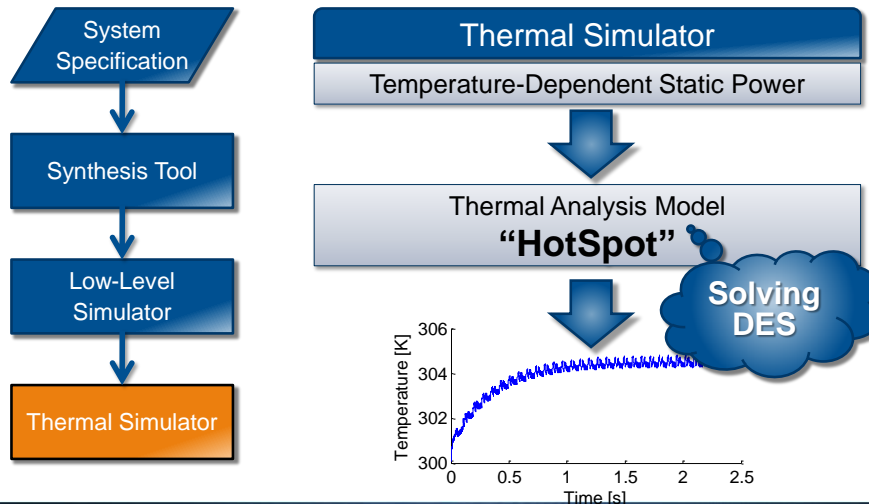 System
Specification
Synthesis Tool
Low-Level
Simulator
Thermal Simulator
Thermal Simulator
Temperature-Dependent Static Power
Thermal Analysis Model
“HotSpot”
Solving
DES
306
304
302
300
Temperature [K]
0 0.5 1 1.5 2 2.5
Time [s]